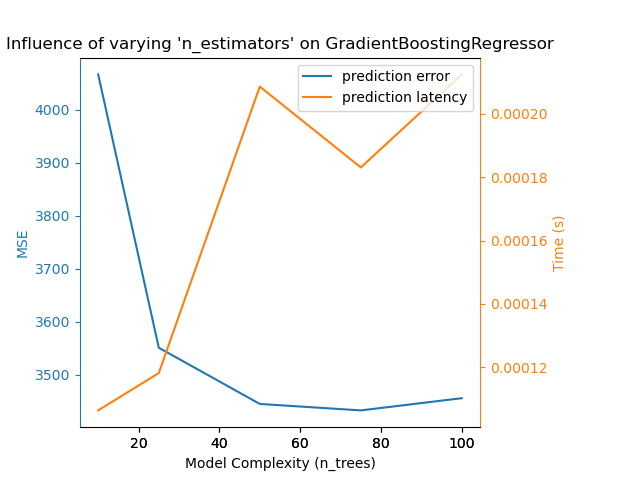 Influence of varying 'n_estimators' on GradientBoostingRegressor
prediction error
prediction latency
4000
3900
3800
3700
3600
3500
MSE
0.00020
0.00018
0.00016
0.00014
0.00012
Time (s)
20 40 60 80 100
Model Complexity (n_trees)